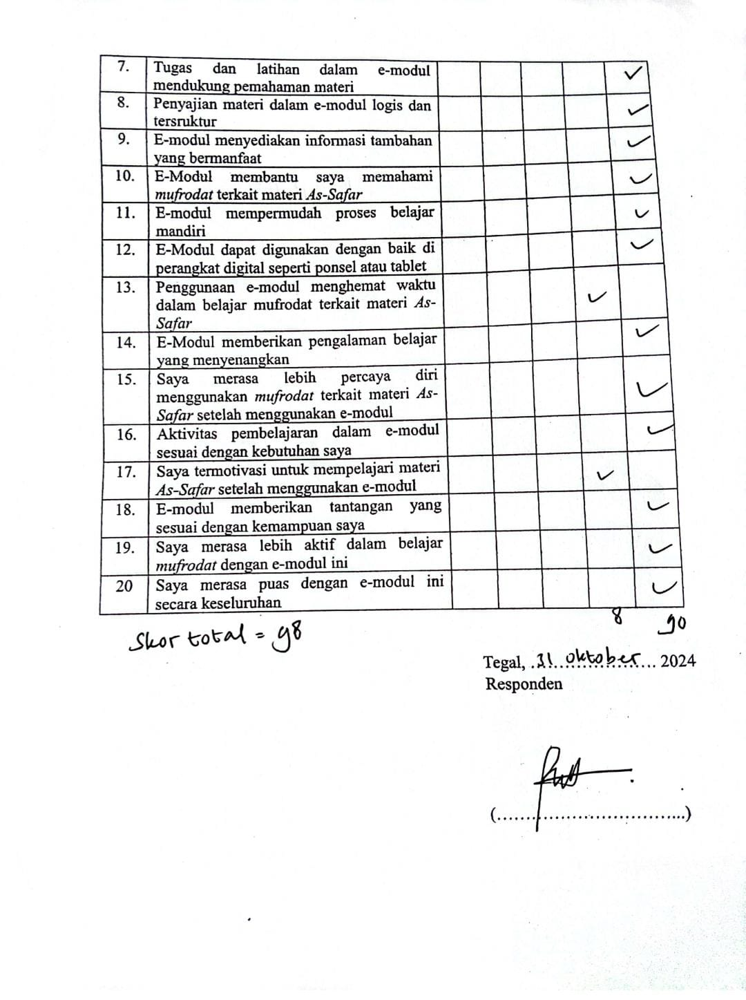 7. Tugas dan latihan dalam e-modul
mendukung pemahaman materi
8. Penyajian materi dalam e-modul logis dan
tersruktur
9. E-modul menyediakan informasi tambahan
yang bermanfaat
10. E-Modul membantu saya memahami
mufrodat terkait materi As-Safar
11. E-modul mempermudah proses belajar
mandiri
12. E-Modul dapat digunakan dengan baik di
perangkat digital seperti ponsel atau tablet
13. Penggunaan e-modul menghemat waktu
dalam belajar mufrodat terkait materi As-
Safar
14. E-Modul memberikan pengalaman belajar
yang menyenangkan
15. Saya merasa lebih percaya diri
menggunakan mufrodat terkait materi As-
Safar setelah menggunakan e-modul
16. Aktivitas pembelajaran dalam e-modul
sesuai dengan kebutuhan saya
17. Saya termotivasi untuk mempelajari materi
As-Safar setelah menggunakan e-modul
18. E-modul memberikan tantangan yang
sesuai dengan kemampuan saya
19. Saya merasa lebih aktif dalam belajar
mufrodat dengan e-modul ini
20 Saya merasa puas dengan e-modul ini
secara keseluruhan
8 90
Skor total = 98
Tegal, .31. oktober ... 2024
Responden
(....................................)